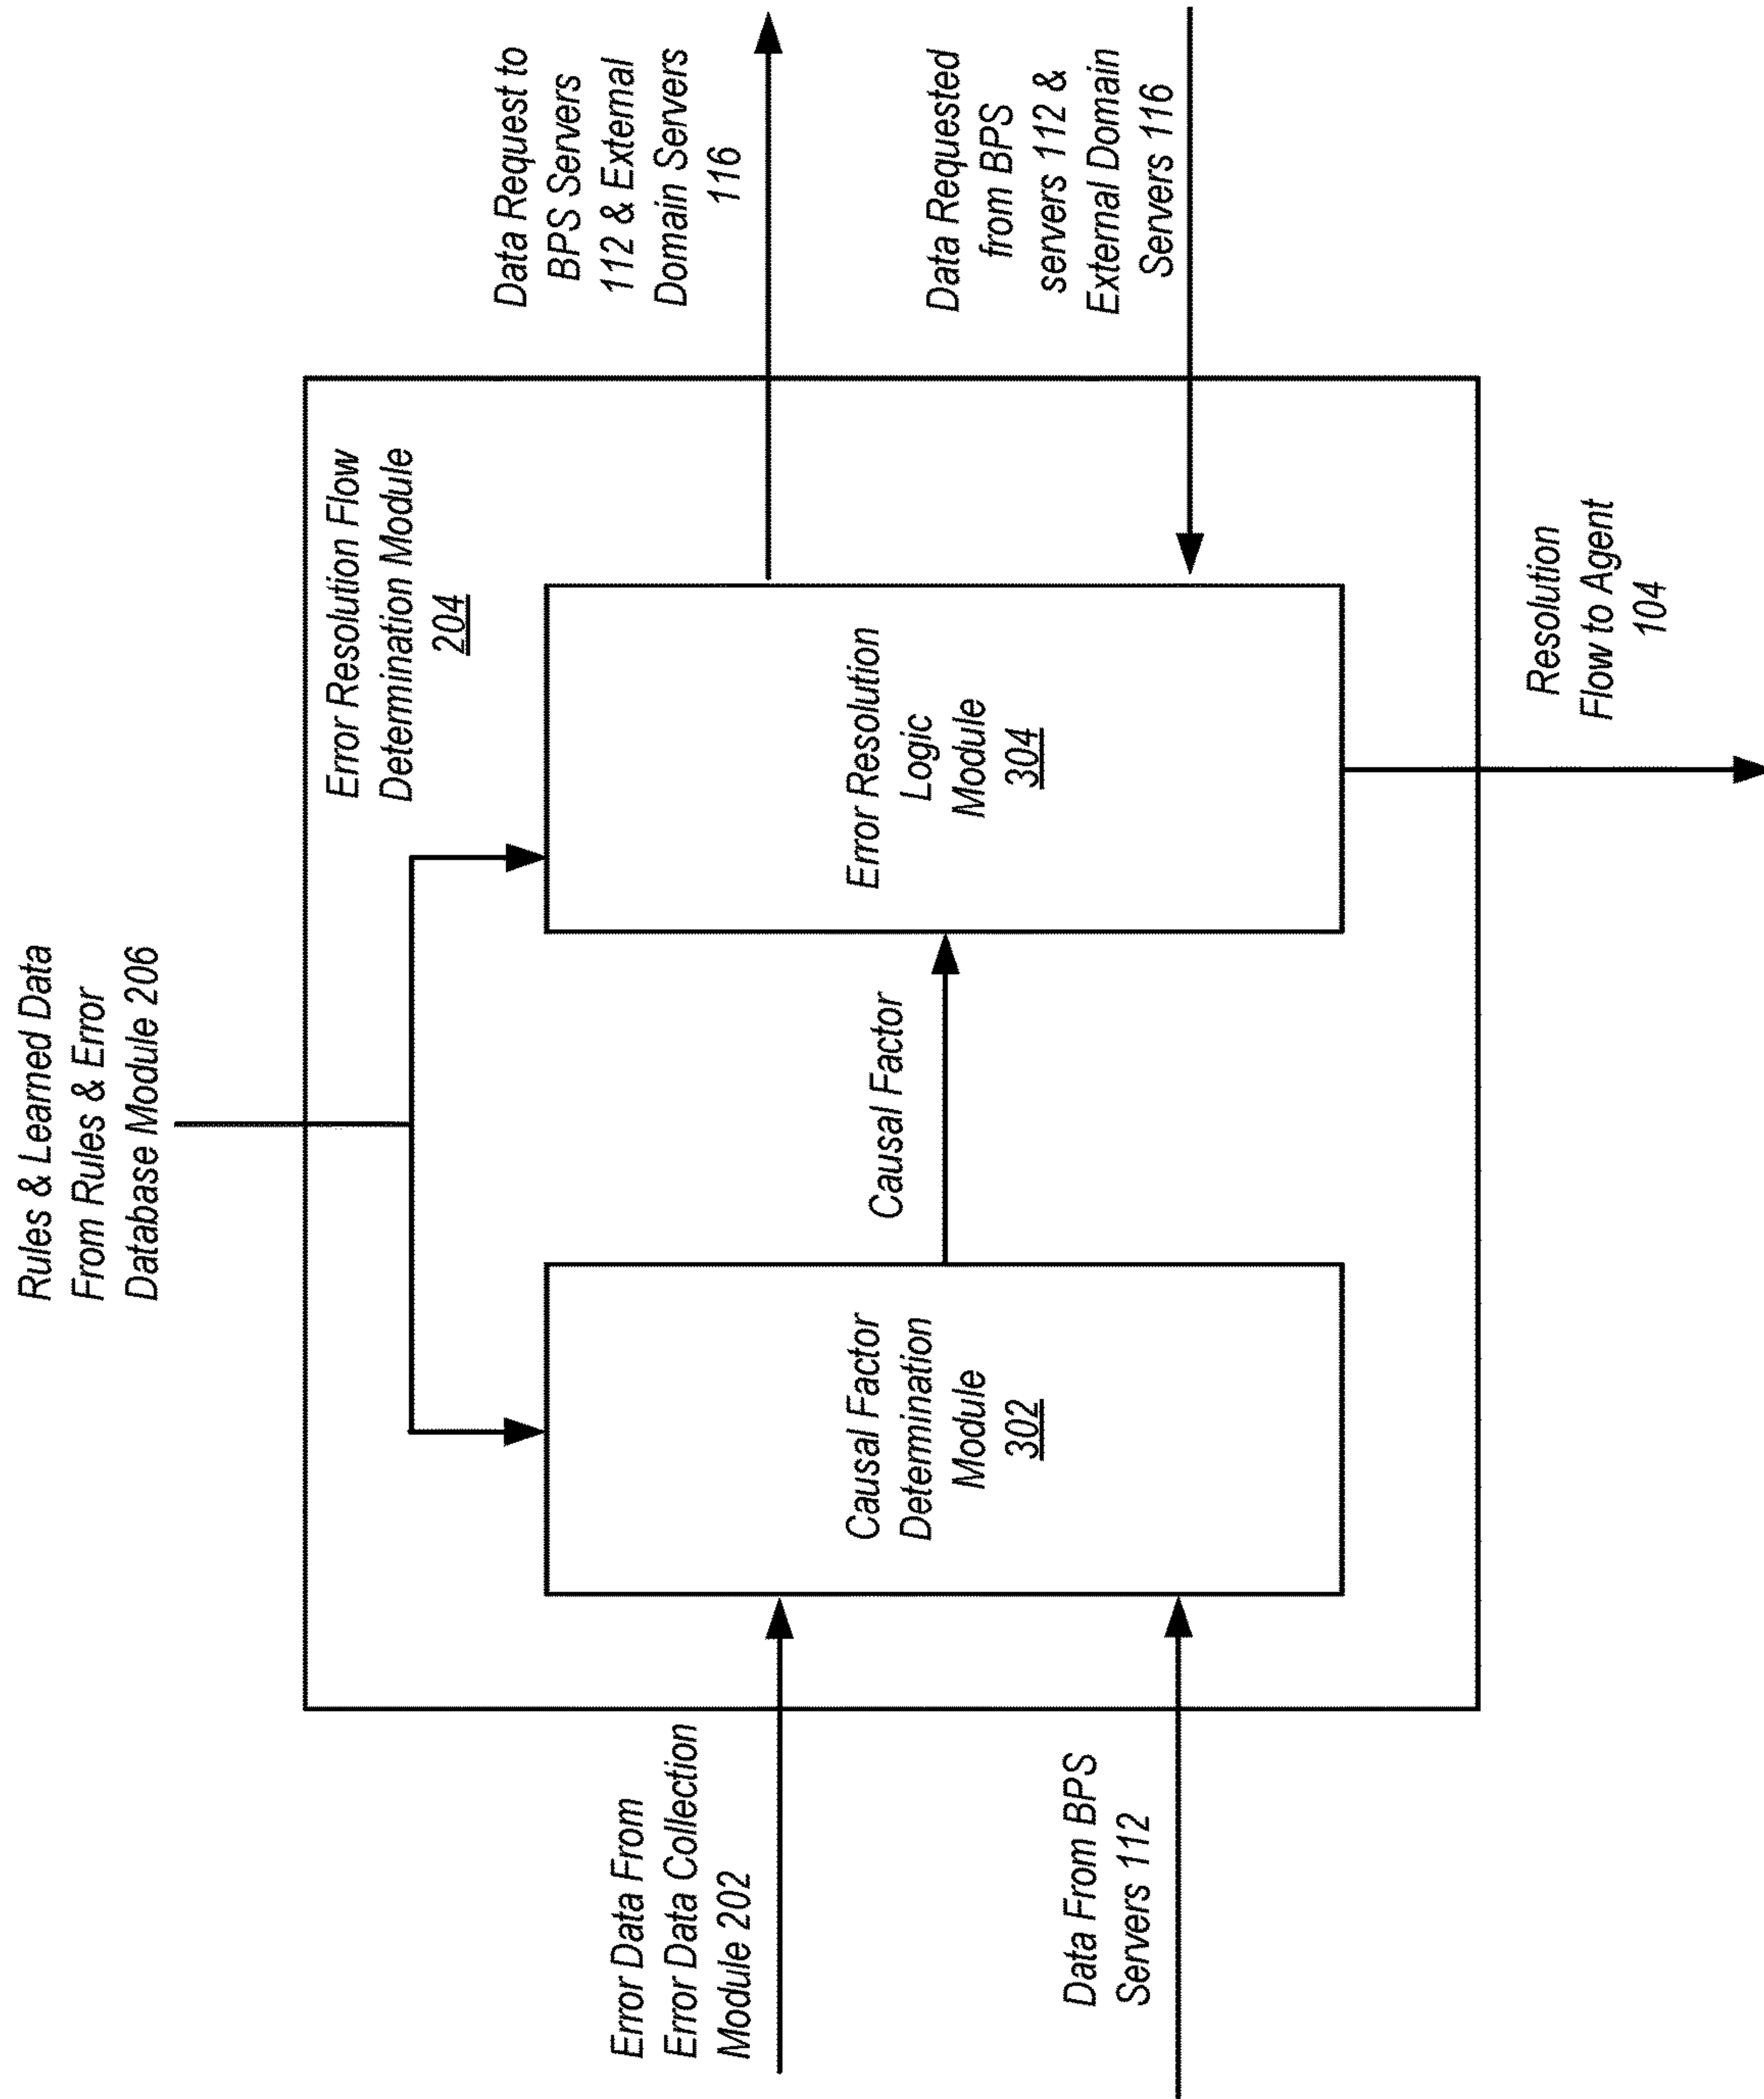 Rules & Learned Data
From Rules & Error
Database Module 206
Error Resolution Flow
Determination Module
204
Error Data From
Error Data Collection
Module 202
Data From BPS
Servers 112
Causal Factor
Determination
Module
302
Causal Factor
Error Resolution
Logic
Module
304
Data Request to
BPS Servers
112 & External
Domain Servers
116
Data Requested
from BPS
servers 112 &
External Domain
Servers 116
Resolution
Flow to Agent
104